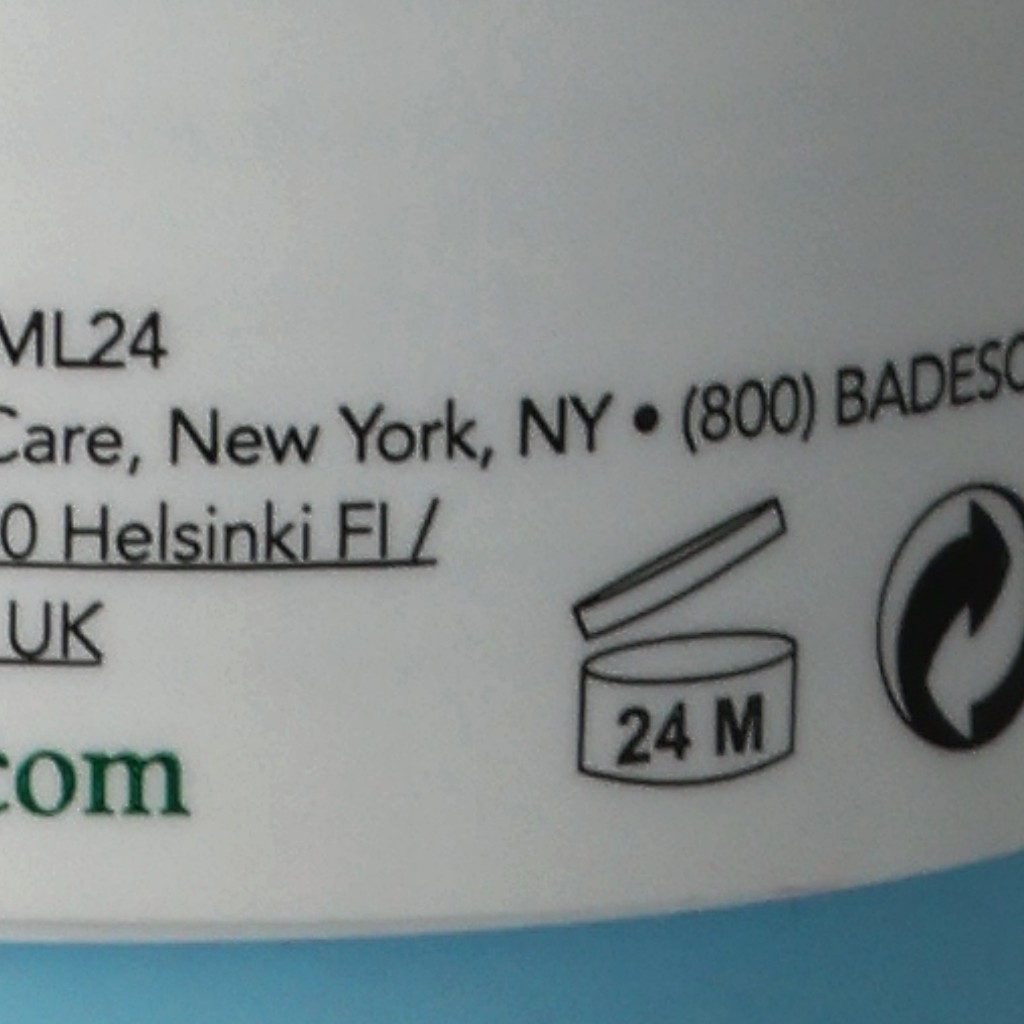 ML24
Care, New York, NY • (800) BADESC
0 Helsinki FI /
UK
24 M
com